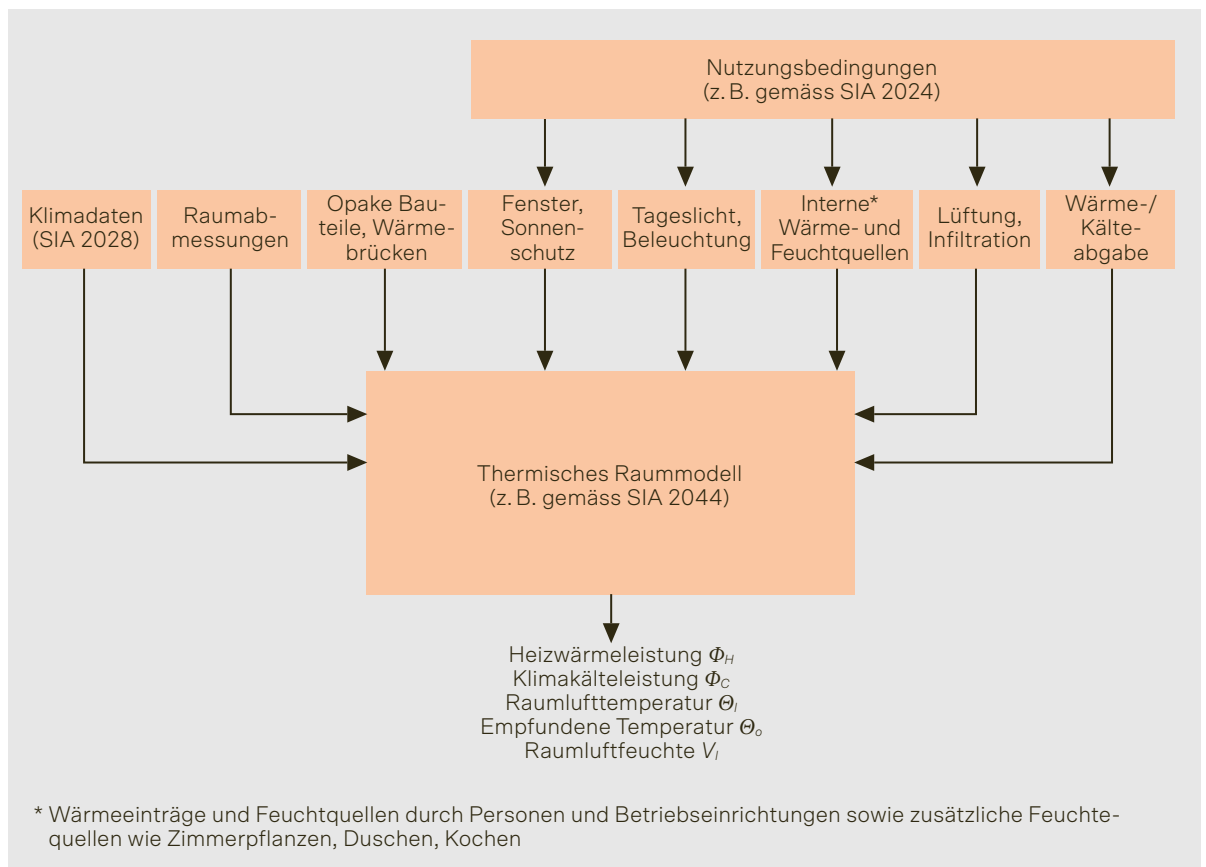 Nutzungsbedingungen
(z. B. gemäss SIA 2024)
Klimadaten
(SIA 2028)
Raumab-
messungen
Opake Bau-
teile, Wärme-
brücken
Fenster,
Sonnen-
schutz
Tageslicht,
Beleuchtung
Interne*
Wärme- und
Feuchtquellen
Lüftung,
Infiltration
Wärme-/
Kälte-
abgabe
Thermisches Raummodell
(z. B. gemäss SIA 2044)
Heizwärmeleistung Φ_H
Klimakälteleistung Φ_C
Raumlufttemperatur Θ_I
Empfundene Temperatur Θ_o
Raumluftfeuchte V_I
* Wärmeeinträge und Feuchtquellen durch Personen und Betriebseinrichtungen sowie zusätzliche Feuchte-
quellen wie Zimmerpflanzen, Duschen, Kochen